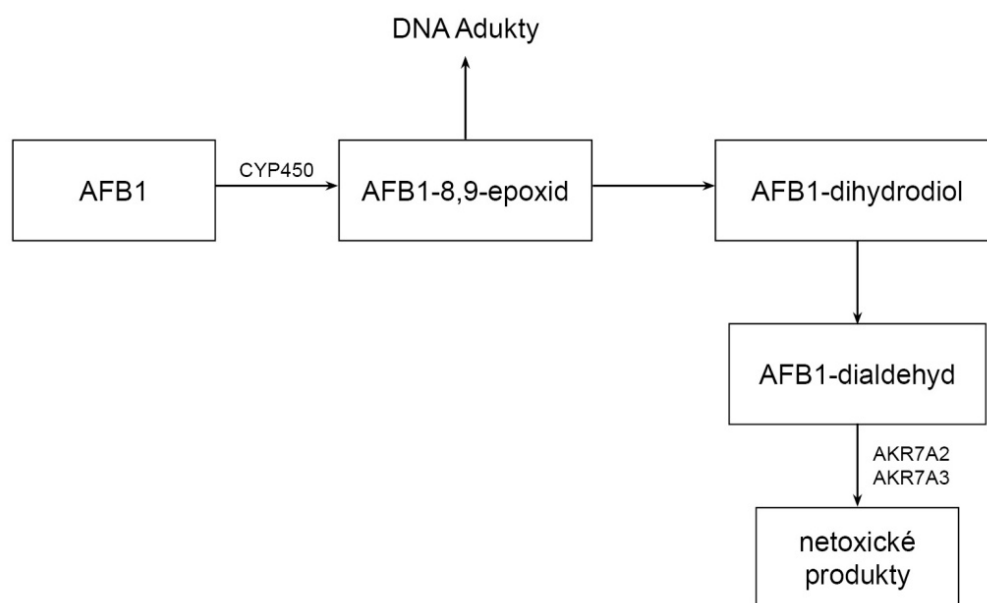 DNA Adukty
AFB1
CYP450
AFB1-8,9-epoxid
AFB1-dihydrodiol
AFB1-dialdehyd
AKR7A2
AKR7A3
netoxické
produkty